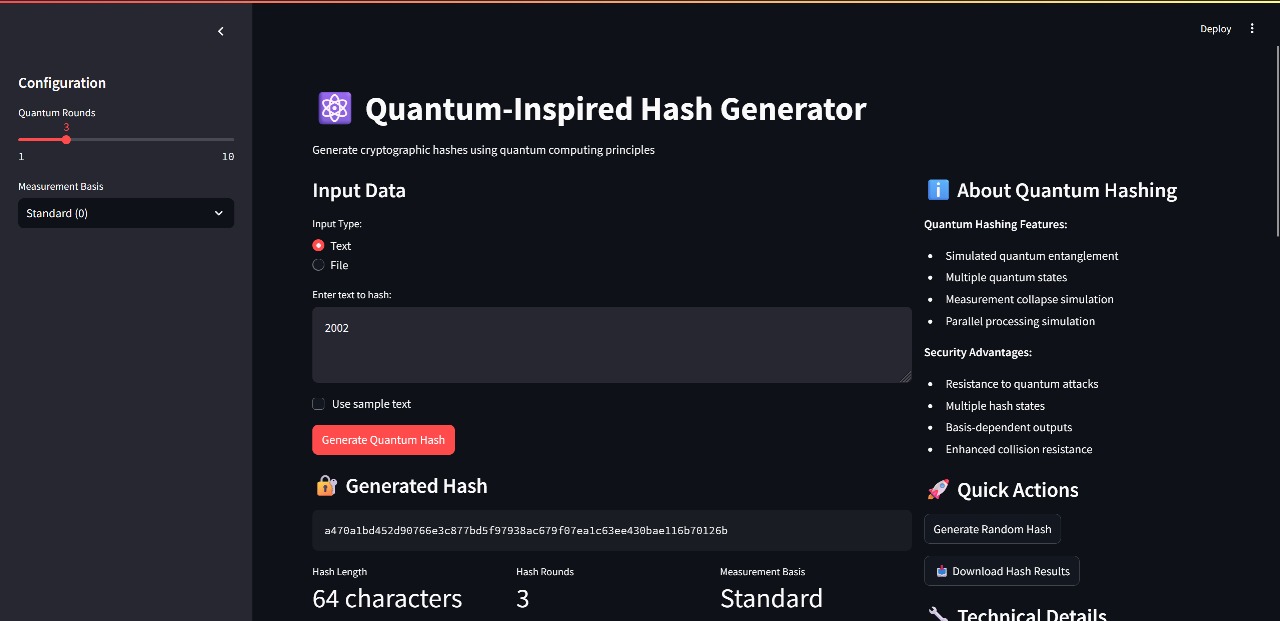 Deploy
Configuration
Quantum Rounds
3
1 10
Measurement Basis
Standard (0)
Quantum-Inspired Hash Generator
Generate cryptographic hashes using quantum computing principles
Input Data
Input Type:
Text
File
Enter text to hash:
2002
Use sample text
Generate Quantum Hash
Generated Hash
a470a1bd452d90766e3c877bd5f97938ac679f07ea1c63ee430bae116b70126b
Hash Length
64 characters
Hash Rounds
3
Measurement Basis
Standard
About Quantum Hashing
Quantum Hashing Features:
Simulated quantum entanglement
Multiple quantum states
Measurement collapse simulation
Parallel processing simulation
Security Advantages:
Resistance to quantum attacks
Multiple hash states
Basis-dependent outputs
Enhanced collision resistance
Quick Actions
Generate Random Hash
Download Hash Results
Technical Details